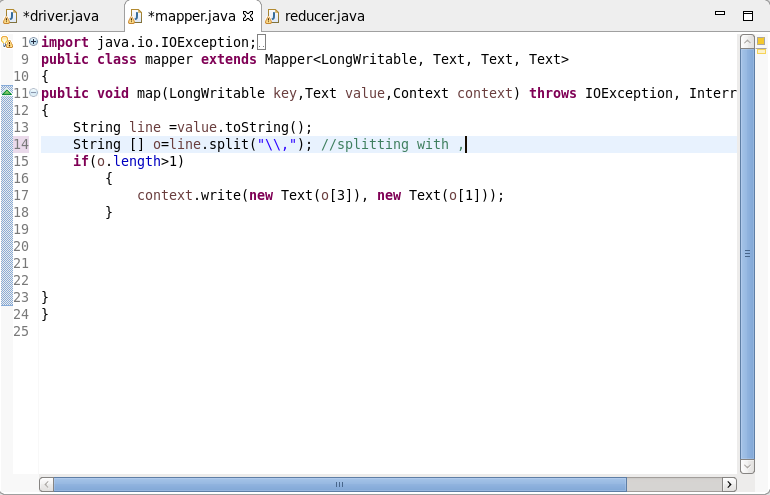 *driver.java *mapper.java reducer.java
1 import java.io.IOException;
9 public class mapper extends Mapper<LongWritable, Text, Text, Text>
10 {
11 public void map(LongWritable key,Text value,Context context) throws IOException, Interr
12 {
13 String line =value.toString();
14 String [] o=line.split("\\,"); //splitting with ,
15 if(o.length>1)
16 {
17 context.write(new Text(o[3]), new Text(o[1]));
18 }
19
20
21
22
23 }
24 }
25